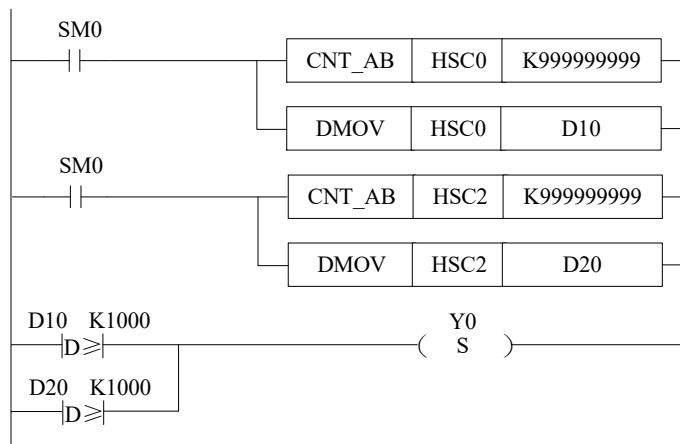 SM0
CNT_AB HSC0 K999999999
DMOV HSC0 D10
SM0
CNT_AB HSC2 K999999999
DMOV HSC2 D20
D10 K1000 Y0
D≥ S
D20 K1000
D≥